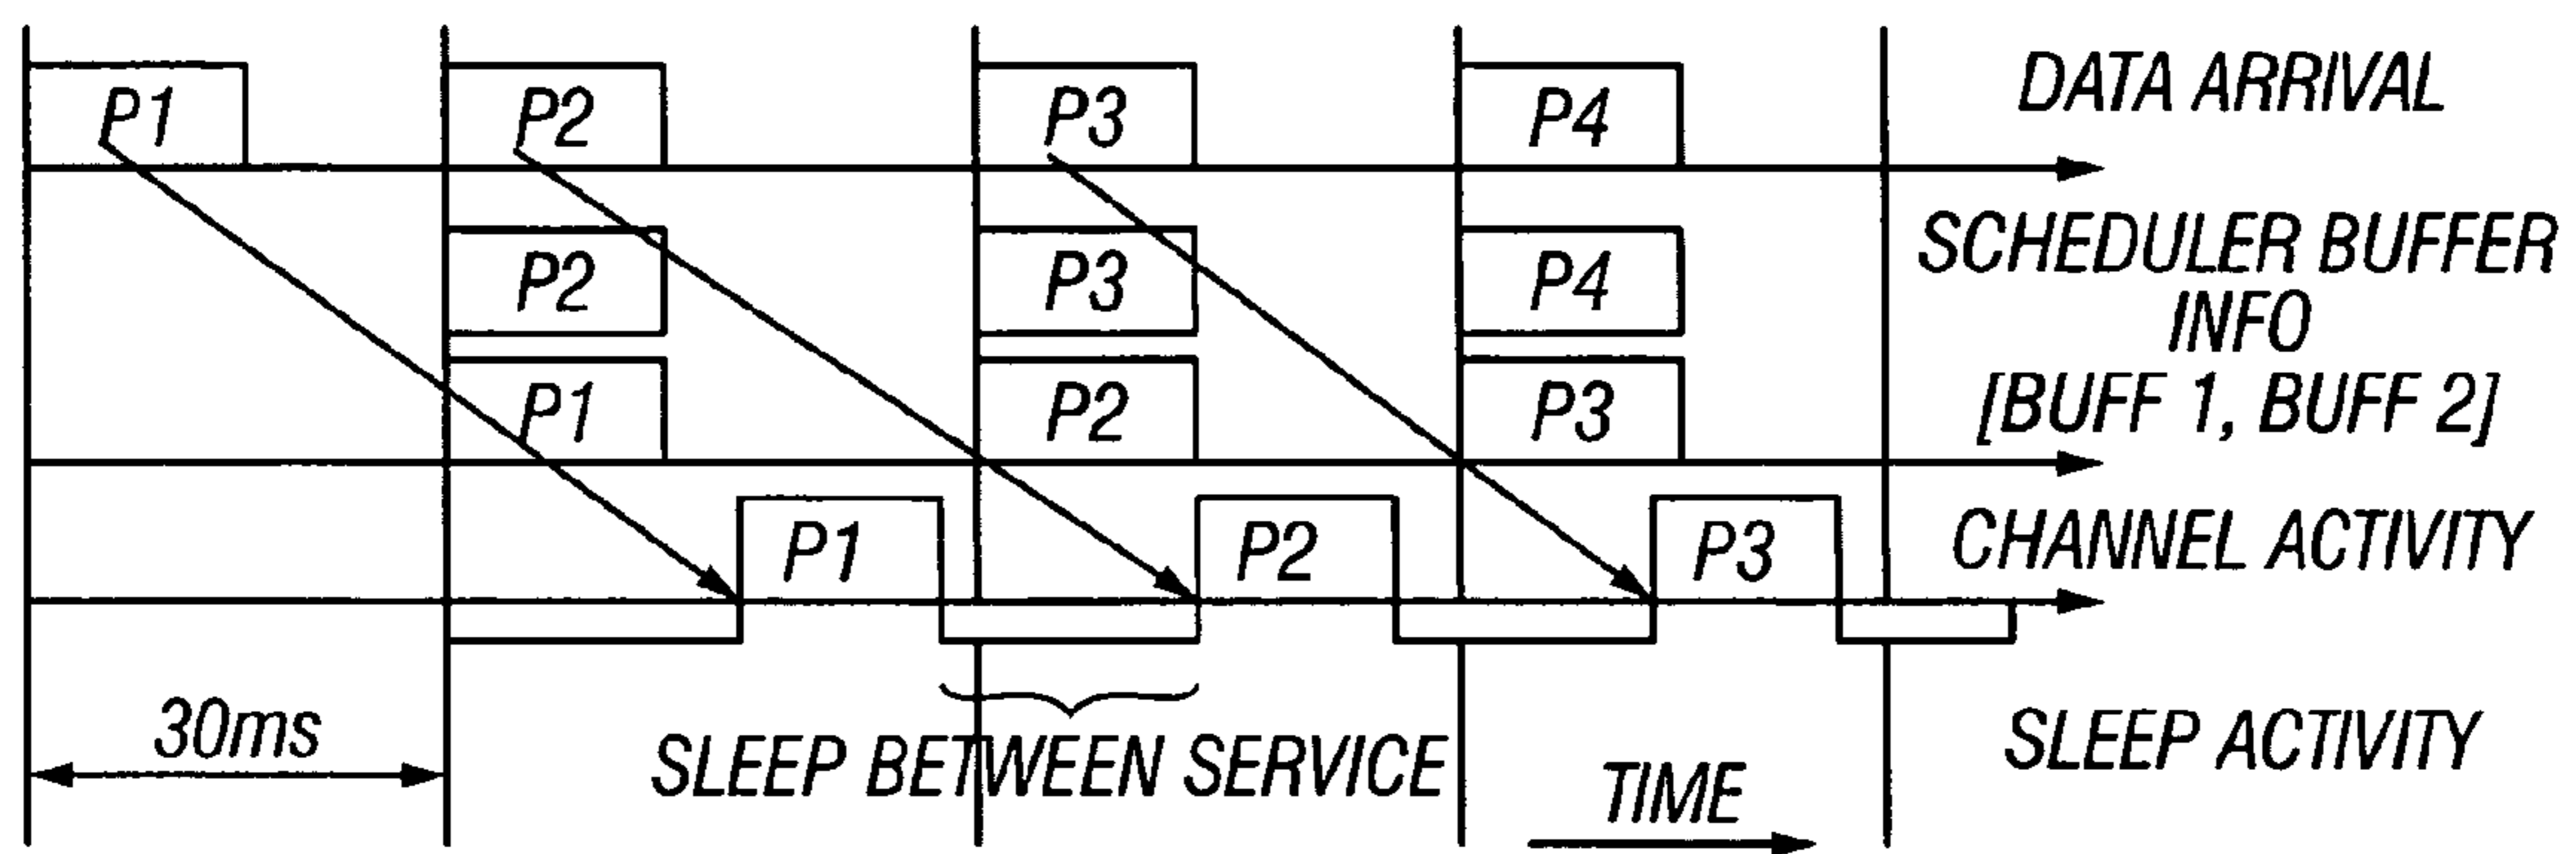 P1 P2 P3 P4 DATA ARRIVAL
P2 P3 P4 SCHEDULER BUFFER
INFO
P1 P2 P3 [BUFF 1, BUFF 2]
P1 P2 P3 CHANNEL ACTIVITY
30ms SLEEP BETWEEN SERVICE TIME SLEEP ACTIVITY